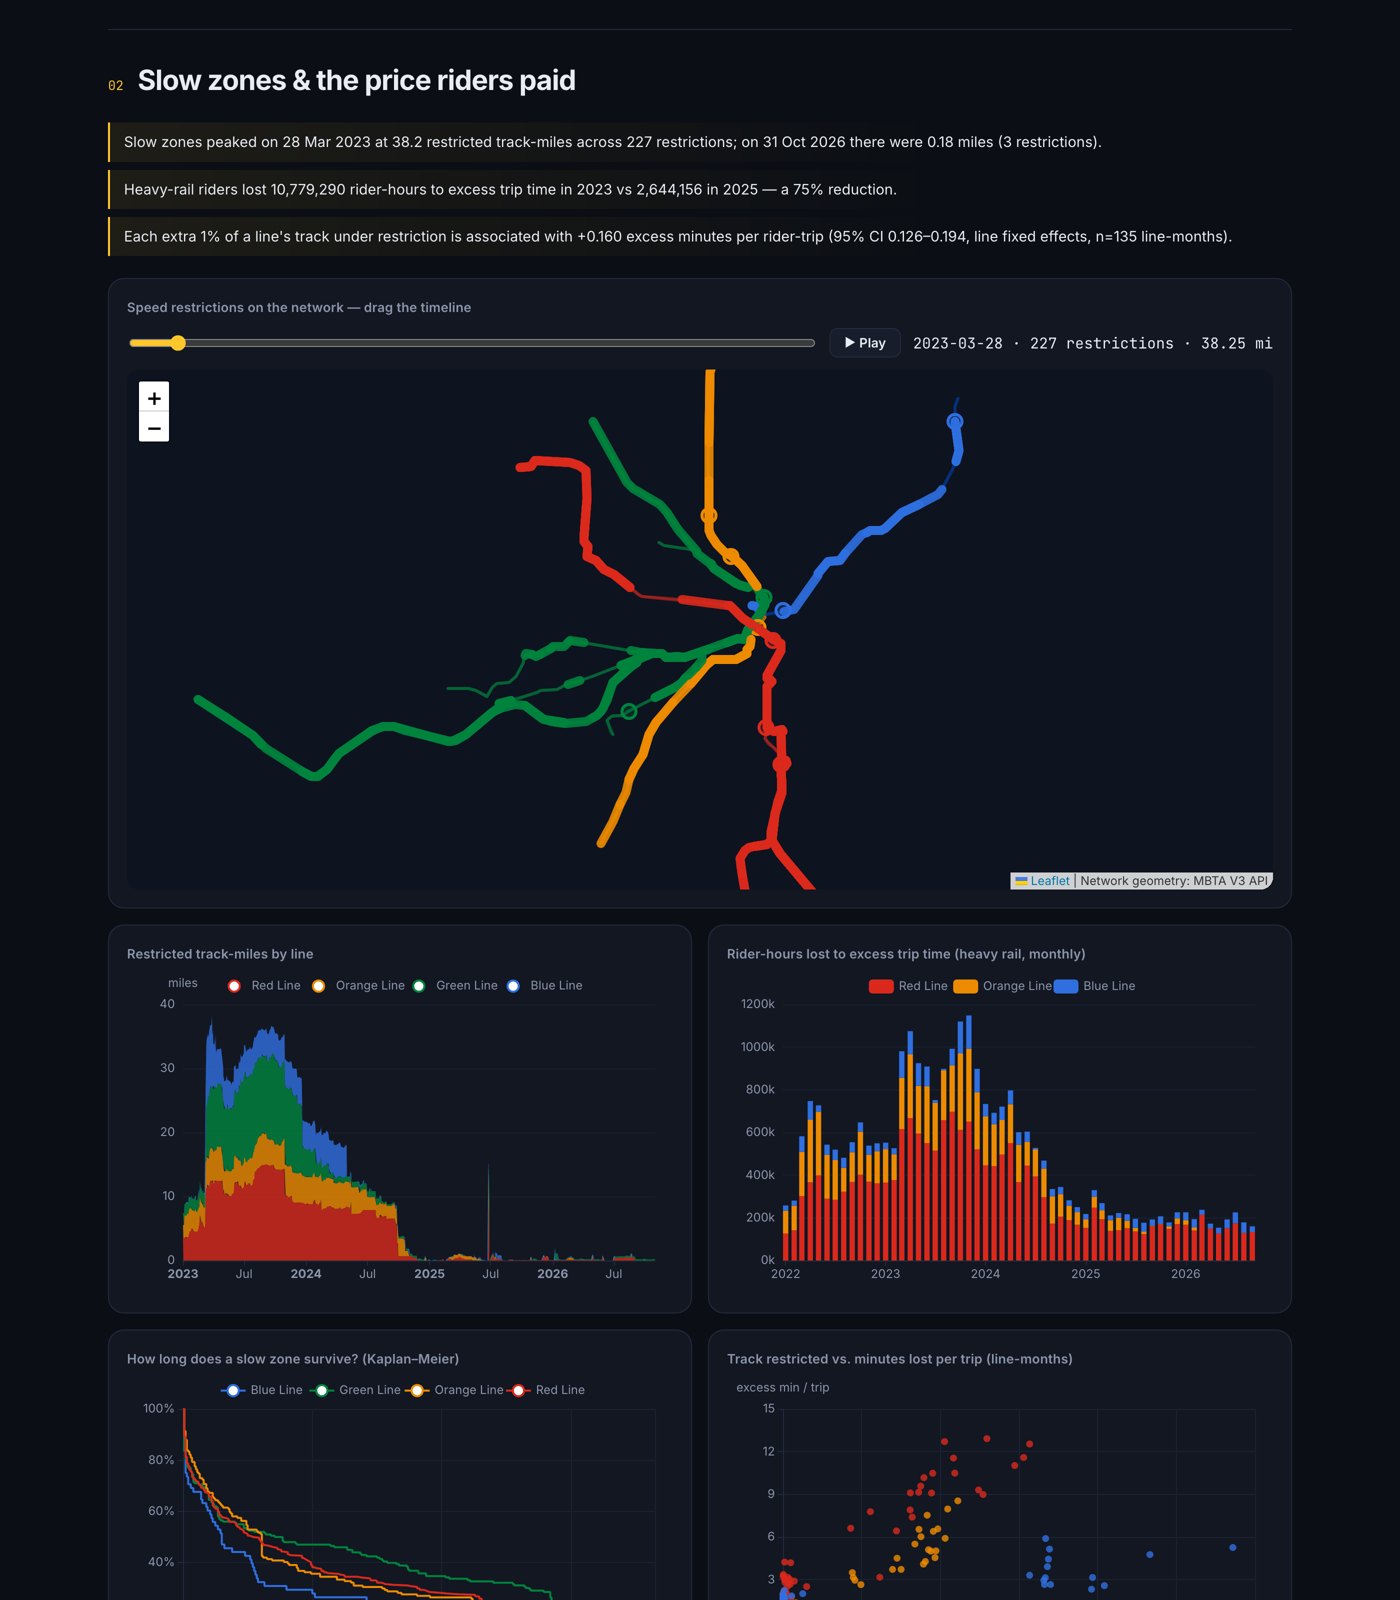 02 Slow zones & the price riders paid
Slow zones peaked on 28 Mar 2023 at 38.2 restricted track-miles across 227 restrictions; on 31 Oct 2026 there were 0.18 miles (3 restrictions).
Heavy-rail riders lost 10,779,290 rider-hours to excess trip time in 2023 vs 2,644,156 in 2025 — a 75% reduction.
Each extra 1% of a line's track under restriction is associated with +0.160 excess minutes per rider-trip (95% CI 0.126–0.194, line fixed effects, n=135 line-months).
Speed restrictions on the network — drag the timeline
▶ Play 2023-03-28 · 227 restrictions · 38.25 mi
+
−
Leaflet | Network geometry: MBTA V3 API
Restricted track-miles by line
miles Red Line Orange Line Green Line Blue Line
40
30
20
10
0
2023 Jul 2024 Jul 2025 Jul 2026 Jul
Rider-hours lost to excess trip time (heavy rail, monthly)
Red Line Orange Line Blue Line
1200k
1000k
800k
600k
400k
200k
0k
2022 2023 2024 2025 2026
How long does a slow zone survive? (Kaplan–Meier)
Blue Line Green Line Orange Line Red Line
100%
80%
60%
40%
Track restricted vs. minutes lost per trip (line-months)
excess min / trip
15
12
9
6
3